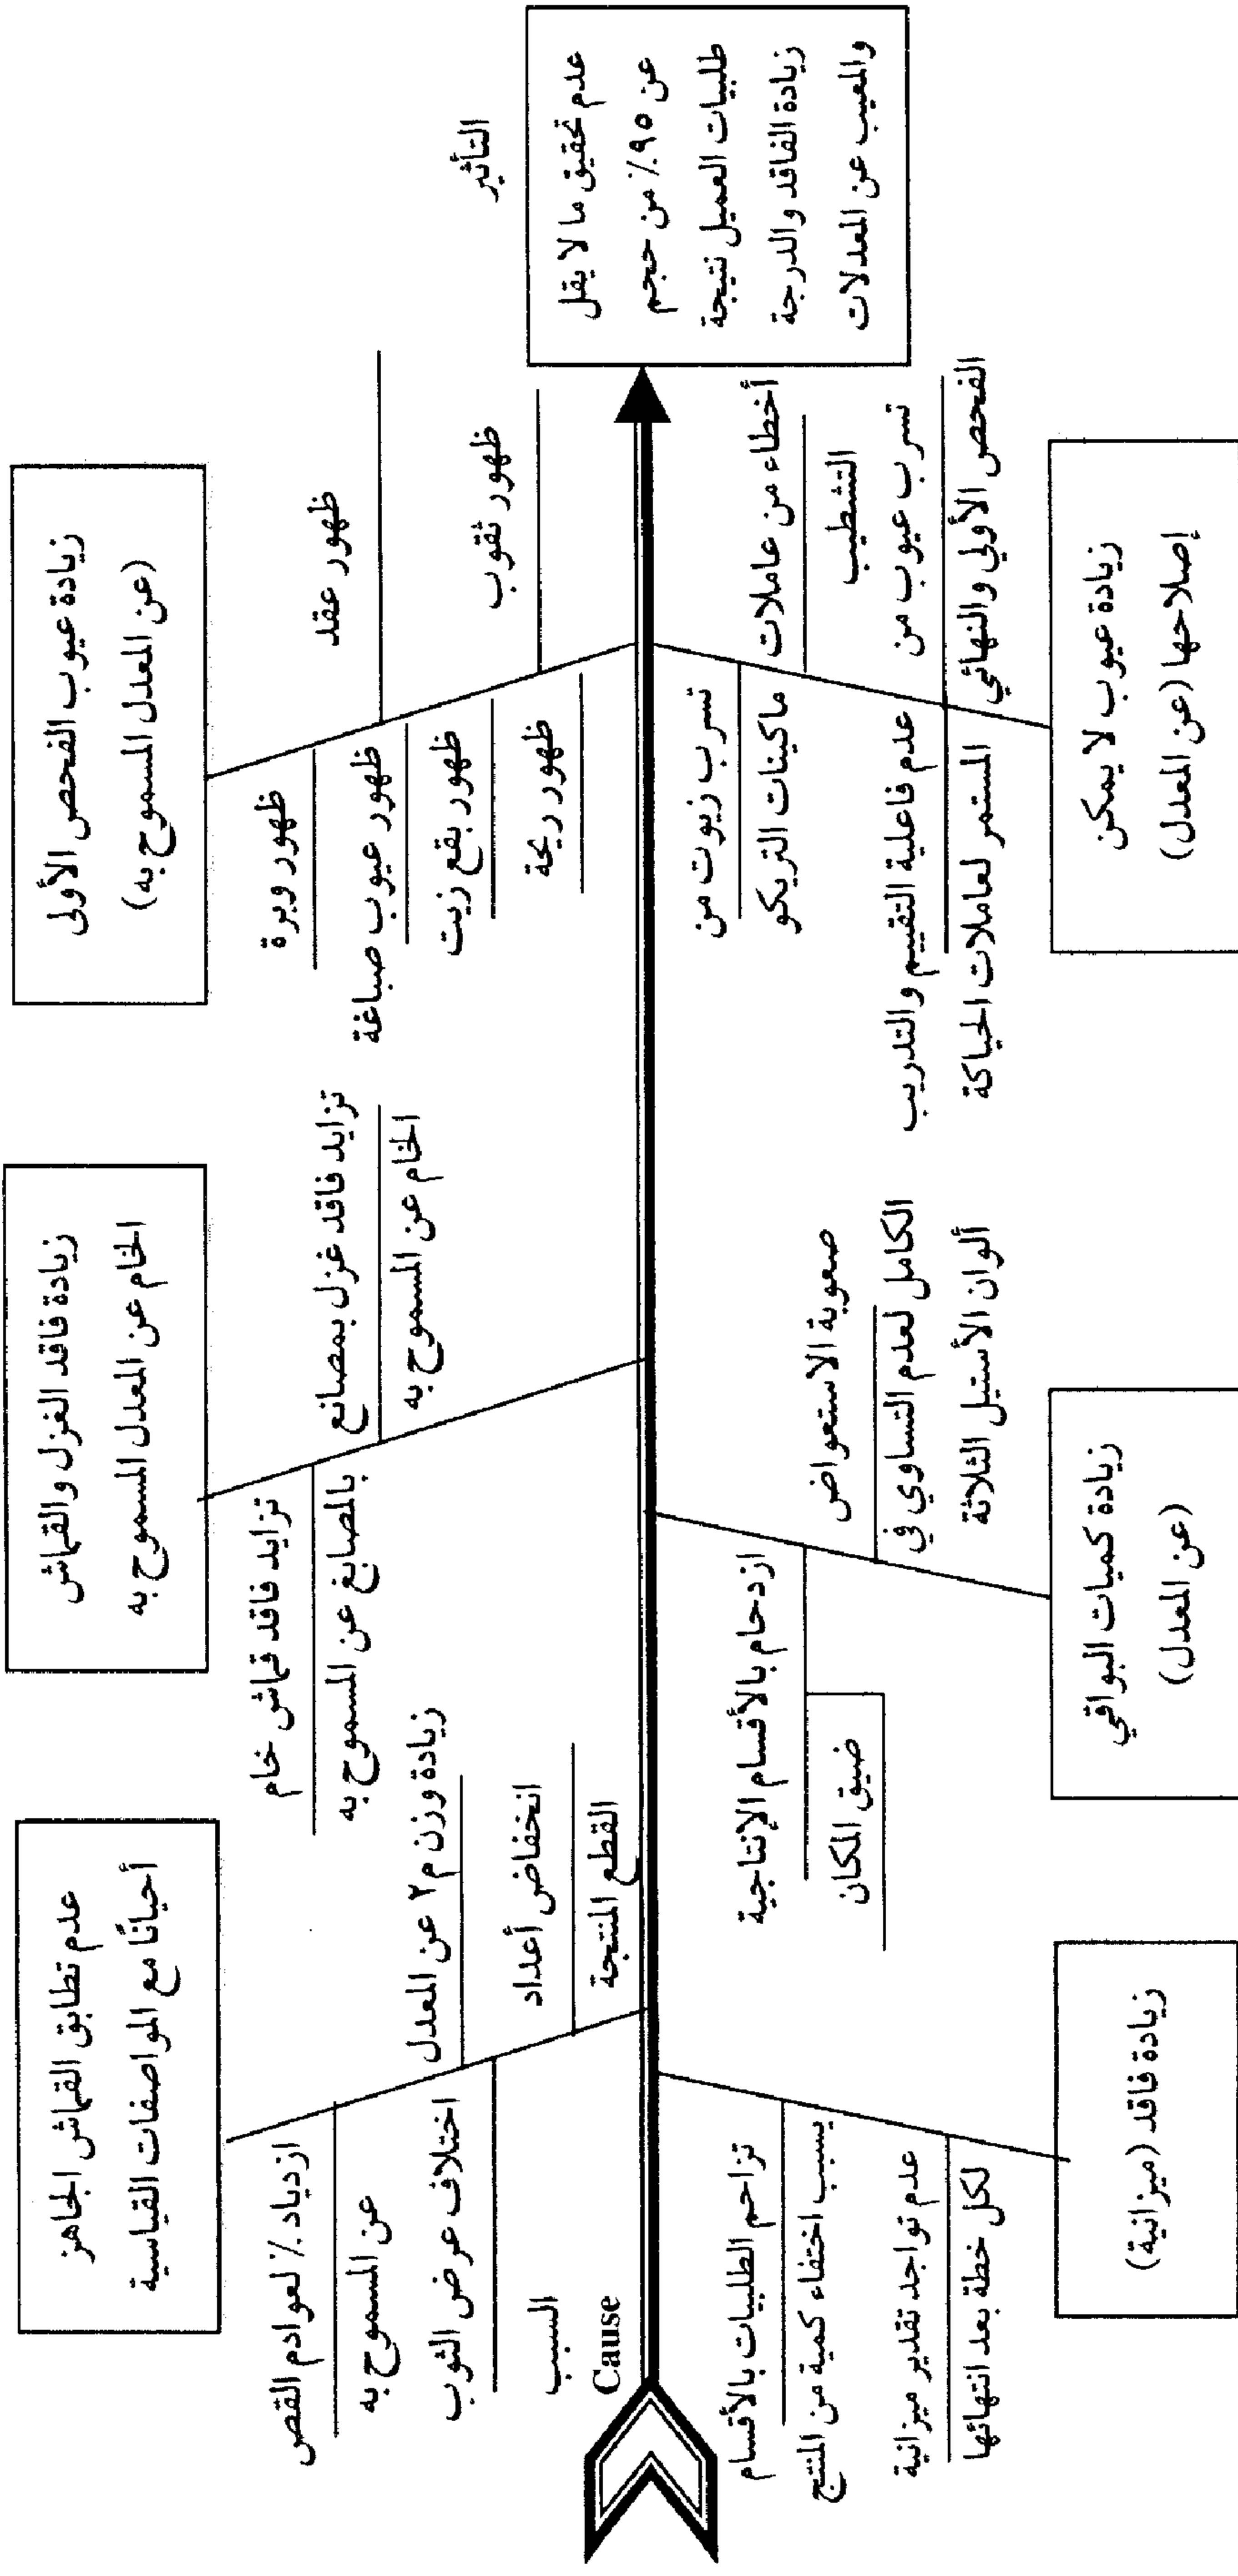 زيادة عيوب الفحص الأولى
(عن المعدل المسموح به)
زيادة فاقد الغزل والقماش
الخام عن المعدل المسموح به
عدم تطابق القماش الجاهز
أحيانًا مع المواصفات القياسية
التأثير
عدم تحقيق ما لا يقل
عن ٩٥٪ من حجم
طلبيات العميل نتيجة
زيادة الفاقد والدرجة
والمعيب عن المعدلات
ظهور عقد
ظهور ثقوب
ظهور وبرة
ظهور عيوب صباغة
ظهور بقع زيت
ظهور ريحة
تزايد فاقد غزل بمصانع
الخام عن المسموح به
تزايد فاقد قماش خام
بالمصابغ عن المسموح به
زيادة وزن م٢ عن المعدل
انخفاض أعداد
القطع المنتجة
ازدياد ٪ لعوادم القص
عن المسموح به
اختلاف عرض الثوب
السبب
Cause
أخطاء من عاملات
التشطيب
تسرب عيوب من
الفحص الأولي والنهائي
تسرب زيوت من
ماكينات التريكو
عدم فاعلية التقييم والتدريب
المستمر لعاملات الحياكة
صعوبة الاستعواض
الكامل لعدم التساوي في
ألوان الأستيل الثلاثة
ازدحام بالأقسام الإنتاجية
ضيق المكان
تزاحم الطلبيات بالأقسام
يسبب اختفاء كمية من المنتج
عدم تواجد تقدير ميزانية
لكل خطة بعد انتهائها
زيادة عيوب لا يمكن
إصلاحها (عن المعدل)
زيادة كميات البواقي
(عن المعدل)
زيادة فاقد (ميزانية)